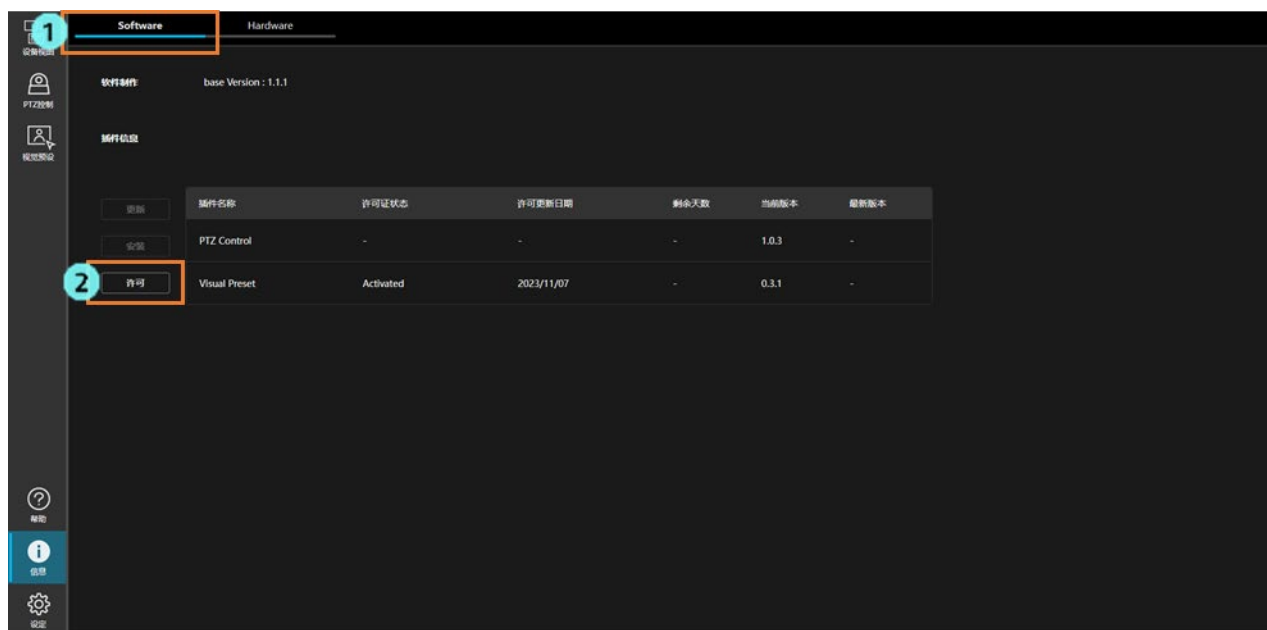 1
Software Hardware
设备视图
PTZ控制
视觉预设
软件制作 base Version : 1.1.1
插件信息
更新
安装
2
许可
插件名称 许可证状态 许可更新日期 剩余天数 当前版本 最新版本
PTZ Control - - - 1.0.3 -
Visual Preset Activated 2023/11/07 - 0.3.1 -
帮助
信息
设定